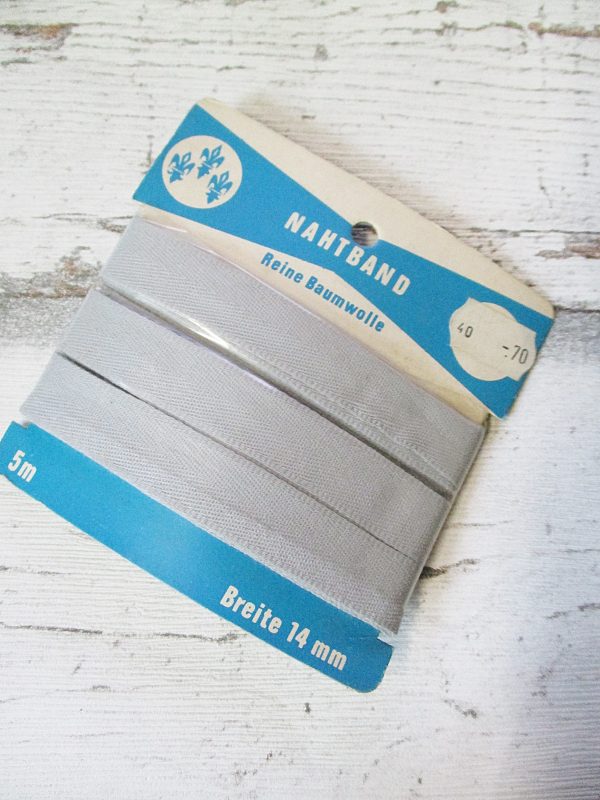 NAHTBAND
Reine Baumwolle
40
-.70
5m
Breite 14 mm